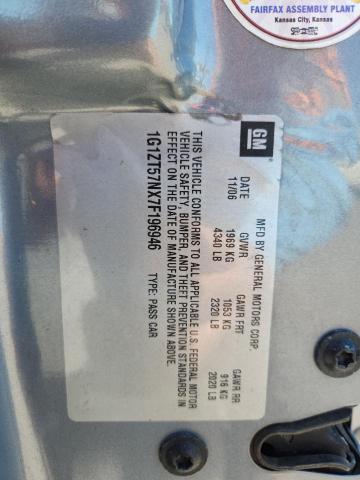 FAIRFAX ASSEMBLY PLANT
Kansas City, Kansas
GM
MFD BY GENERAL MOTORS CORP.
DATE GVWR GAWR FRT GAWR RR
11/06 1969 KG 1053 KG 916 KG
4340 LB 2320 LB 2020 LB
THIS VEHICLE CONFORMS TO ALL APPLICABLE U.S. FEDERAL MOTOR
VEHICLE SAFETY, BUMPER, AND THEFT PREVENTION STANDARDS IN
EFFECT ON THE DATE OF MANUFACTURE SHOWN ABOVE.
1G1ZT57NX7F196946 TYPE: PASS CAR